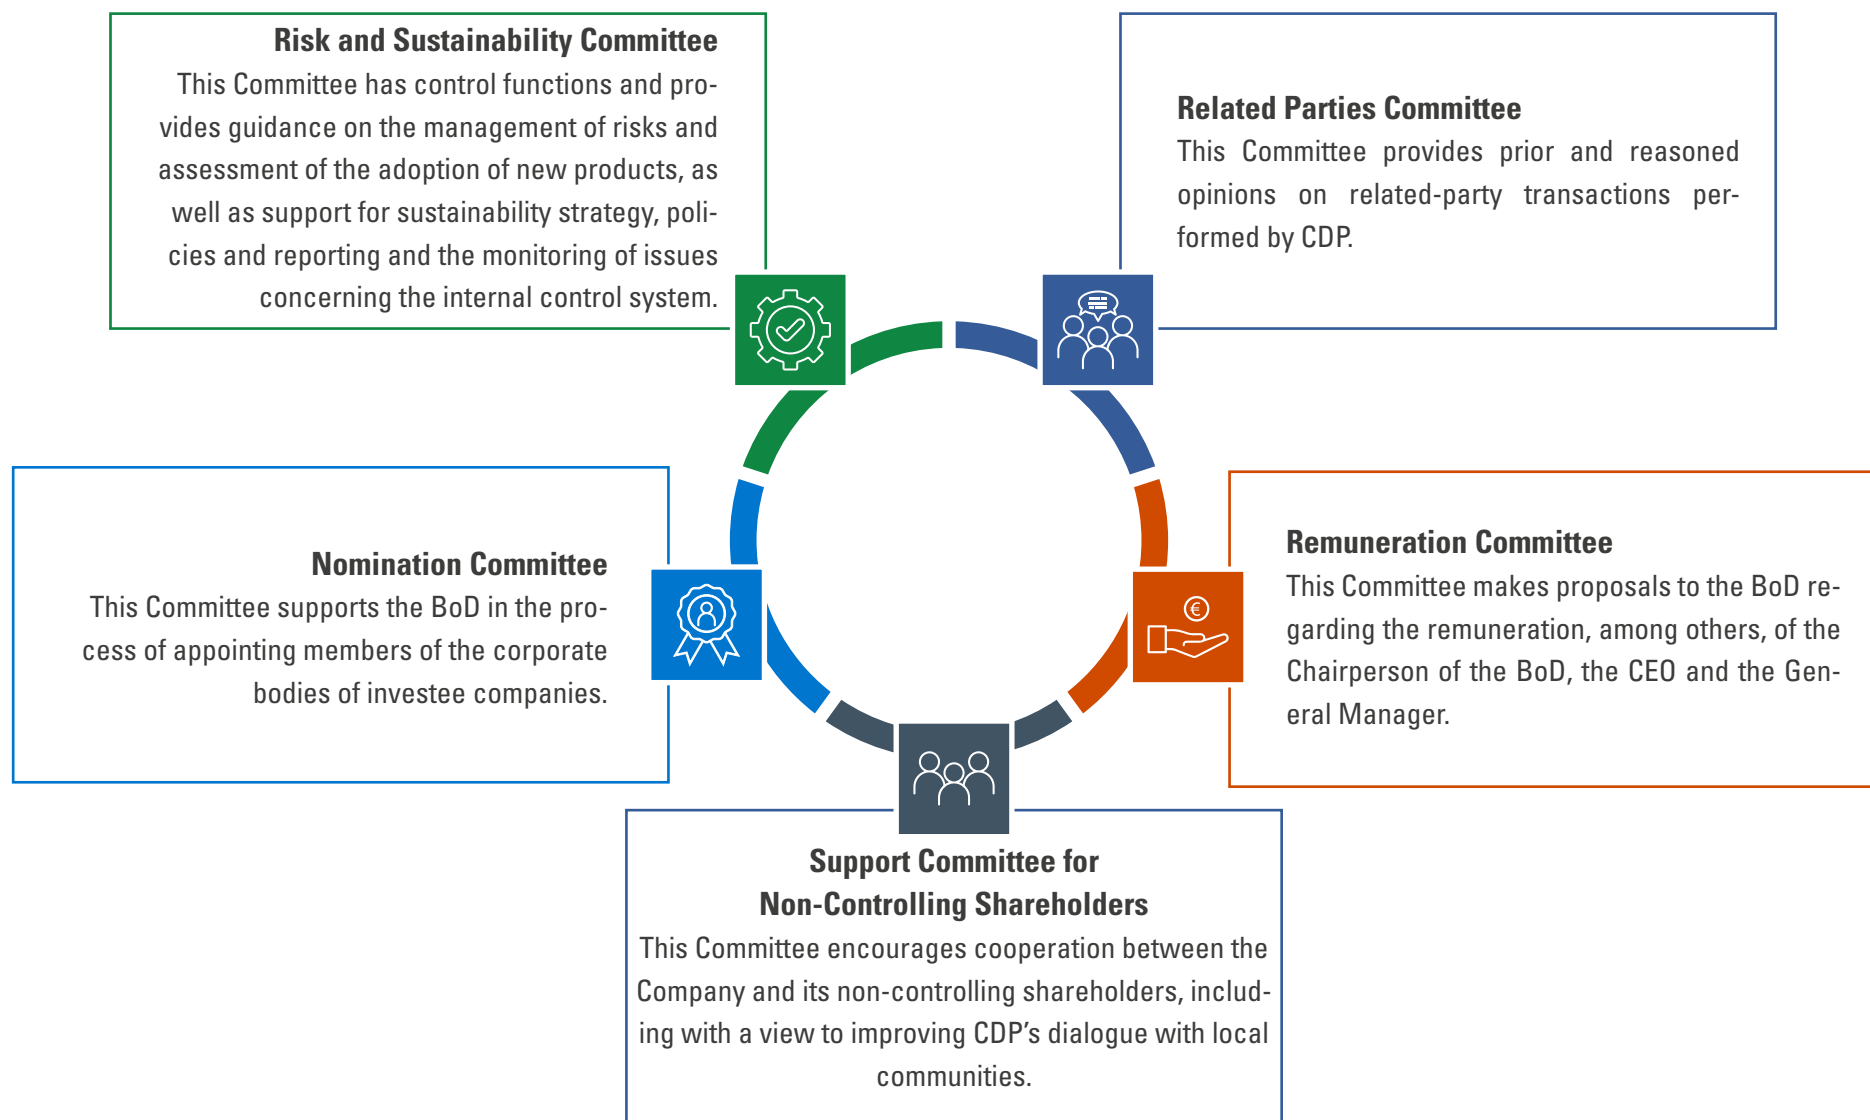 Risk and Sustainability Committee
This Committee has control functions and pro-
vides guidance on the management of risks and
assessment of the adoption of new products, as
well as support for sustainability strategy, poli-
cies and reporting and the monitoring of issues
concerning the internal control system.
Related Parties Committee
This Committee provides prior and reasoned
opinions on related-party transactions per-
formed by CDP.
Nomination Committee
This Committee supports the BoD in the pro-
cess of appointing members of the corporate
bodies of investee companies.
Remuneration Committee
This Committee makes proposals to the BoD re-
garding the remuneration, among others, of the
Chairperson of the BoD, the CEO and the Gen-
eral Manager.
€
Support Committee for
Non-Controlling Shareholders
This Committee encourages cooperation between the
Company and its non-controlling shareholders, includ-
ing with a view to improving CDP’s dialogue with local
communities.